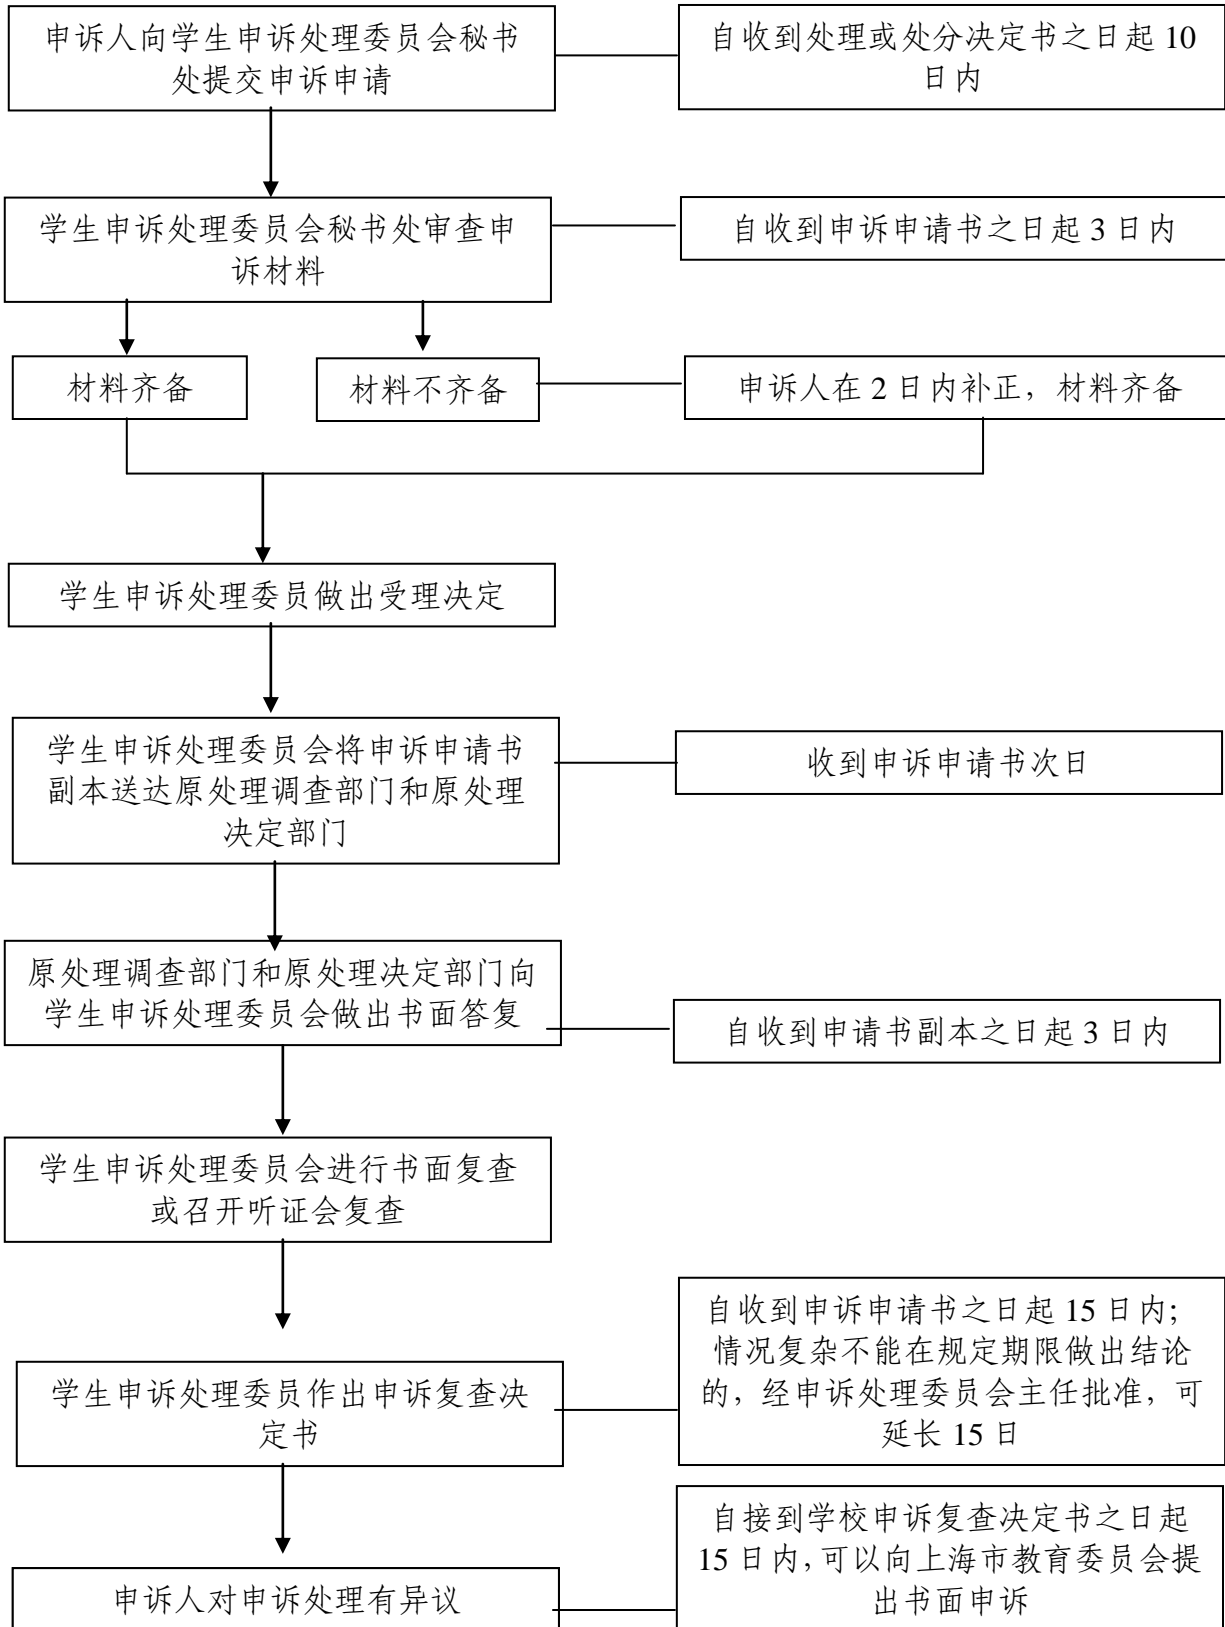 申诉人向学生申诉处理委员会秘书
处提交申诉申请
自收到处理或处分决定书之日起 10
日内
学生申诉处理委员会秘书处审查申
诉材料
自收到申诉申请书之日起 3 日内
材料齐备
材料不齐备
申诉人在 2 日内补正，材料齐备
学生申诉处理委员做出受理决定
学生申诉处理委员会将申诉申请书
副本送达原处理调查部门和原处理
决定部门
收到申诉申请书次日
原处理调查部门和原处理决定部门向
学生申诉处理委员会做出书面答复
自收到申请书副本之日起 3 日内
学生申诉处理委员会进行书面复查
或召开听证会复查
学生申诉处理委员作出申诉复查决
定书
自收到申诉申请书之日起 15 日内；
情况复杂不能在规定期限做出结论
的，经申诉处理委员会主任批准，可
延长 15 日
申诉人对申诉处理有异议
自接到学校申诉复查决定书之日起
15 日内，可以向上海市教育委员会提
出书面申诉